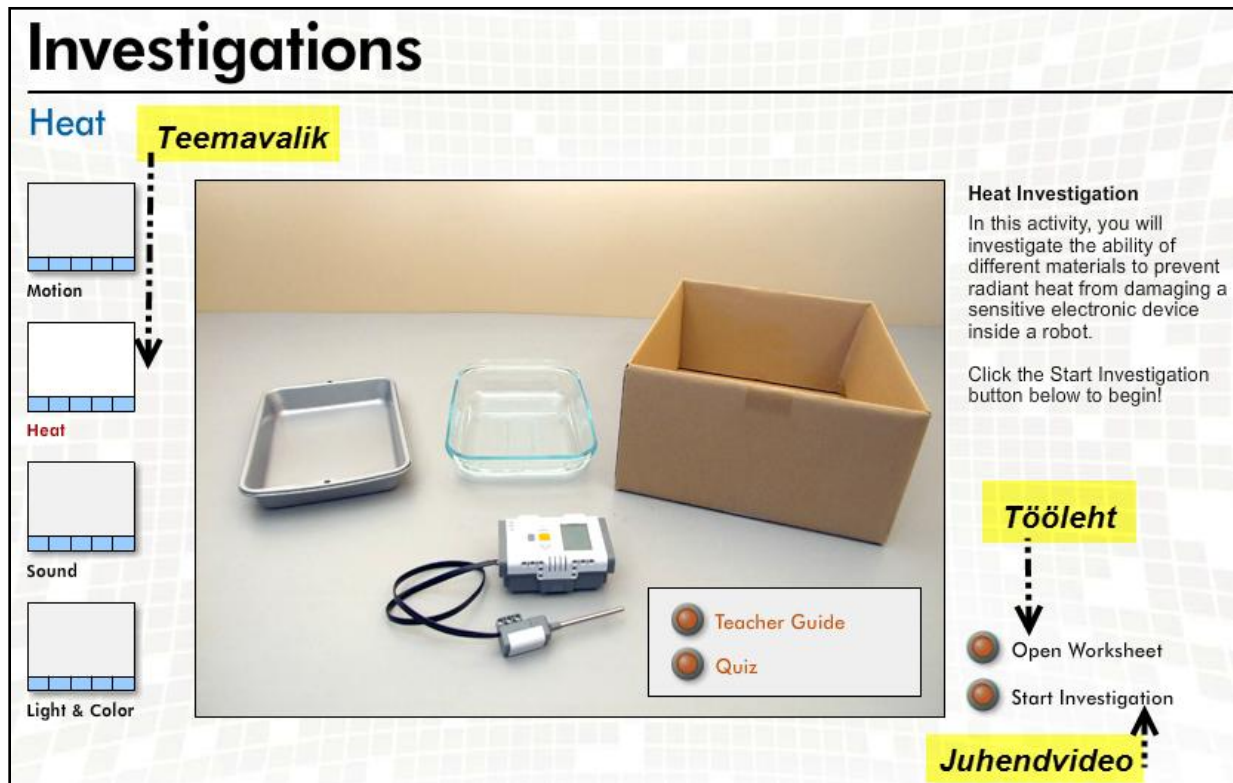 Investigations
Heat
Teemavalik
Motion
Heat
Sound
Light & Color
Teacher Guide
Quiz
Heat Investigation
In this activity, you will
investigate the ability of
different materials to prevent
radiant heat from damaging a
sensitive electronic device
inside a robot.
Click the Start Investigation
button below to begin!
Tööleht
Open Worksheet
Start Investigation
Juhendvideo